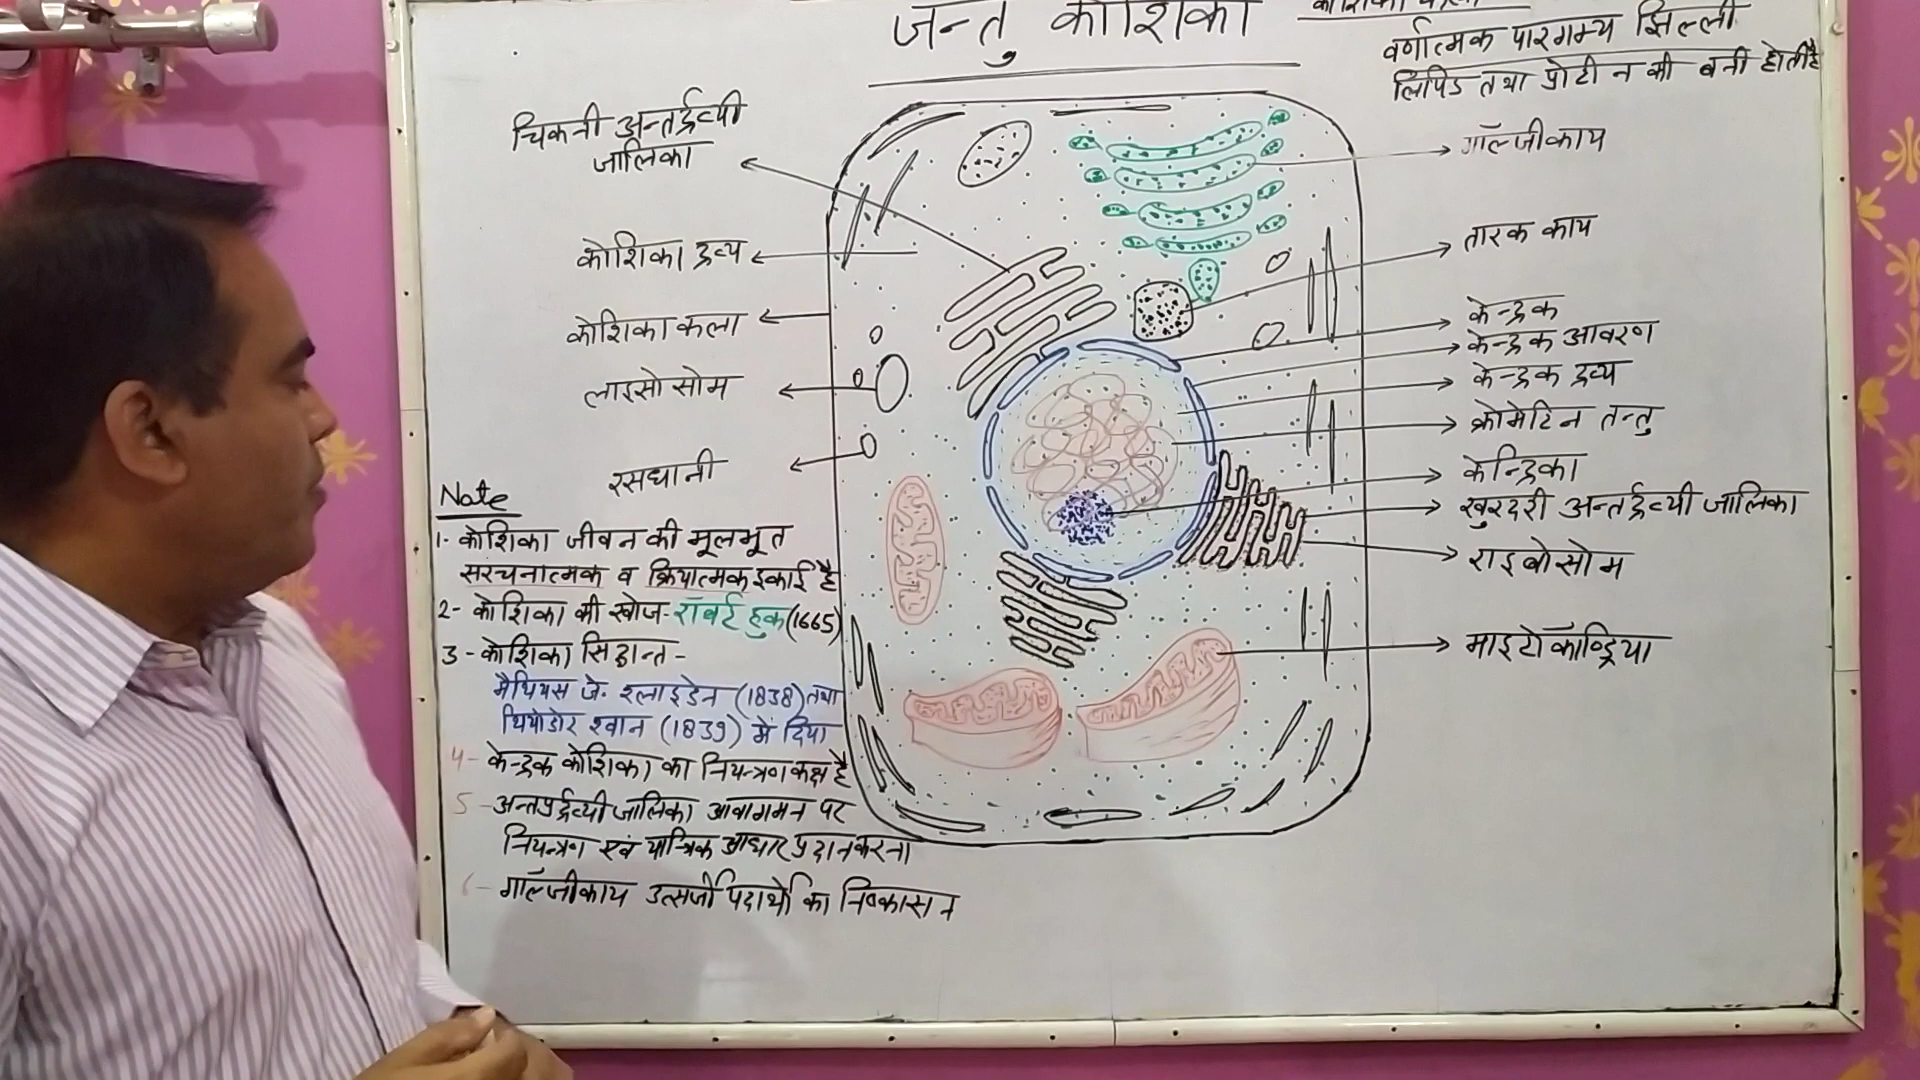 जन्तु कोशिका
वर्णात्मक पारगम्य झिल्ली
लिपिड तथा प्रोटीन की बनी होती है
चिकनी अन्तर्द्रव्यी
जालिका
कोशिका द्रव्य
कोशिका कला
लाइसोसोम
रसधानी
गॉल्जीकाय
तारक काय
केन्द्रक
केन्द्रक आवरण
केन्द्रक द्रव्य
क्रोमेटिन तन्तु
केन्द्रिका
खुरदरी अन्तर्द्रव्यी जालिका
राइबोसोम
माइटोकॉण्ड्रिया
Note
1- कोशिका जीवन की मूलभूत
सरचनात्मक व क्रियात्मक इकाई है
2- कोशिका की खोज- रॉबर्ट हुक (1665)
3- कोशिका सिद्धान्त-
मैथियस जे. श्लाइडेन (1838) तथा
थियोडोर श्वान (1839) में दिया
4- केन्द्रक कोशिका का नियन्त्रण कक्ष है
5- जालिका आवागमन पर
नियन्त्रण एवं यान्त्रिक आधार प्रदान करना
6- गॉल्जीकाय उत्सर्जी पदार्थो का निष्कासन